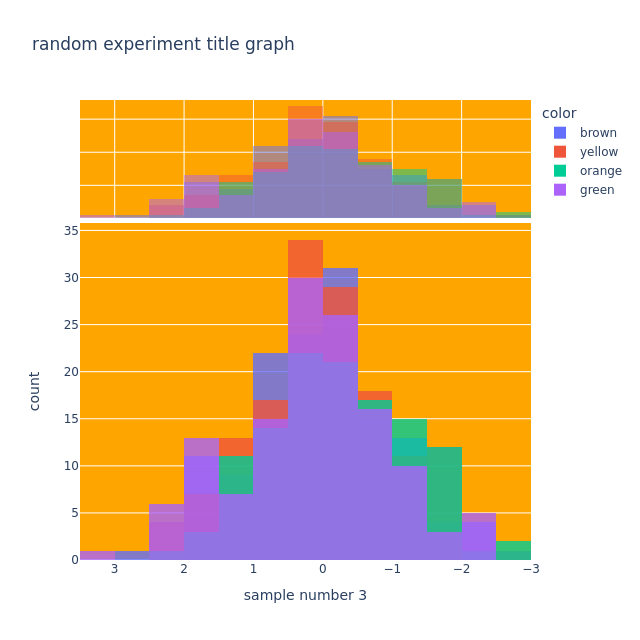 random experiment title graph
color
brown
yellow
orange
green
35
30
25
20
15
10
5
0
count
3 2 1 0 −1 −2 −3
sample number 3